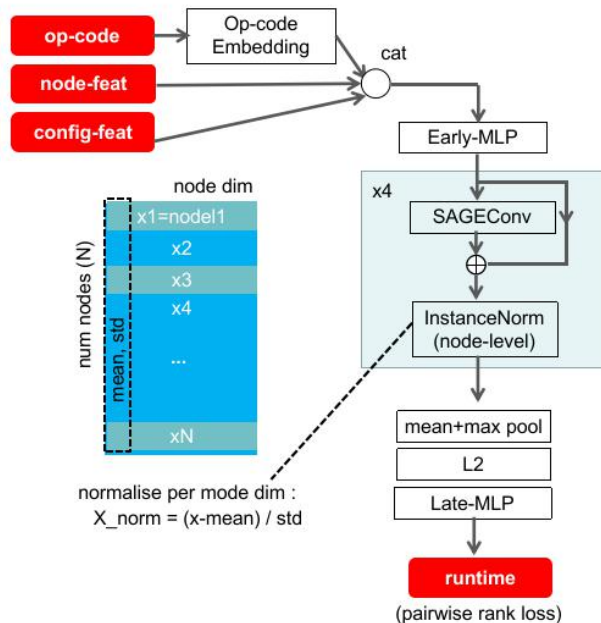 op-code
Op-code
Embedding
cat
node-feat
config-feat
Early-MLP
node dim
x4
x1=nodel1
SAGEConv
x2
x3
x4
InstanceNorm
(node-level)
num nodes (N)
mean, std
...
xN
mean+max pool
L2
Late-MLP
normalise per mode dim :
X_norm = (x-mean) / std
runtime
(pairwise rank loss)